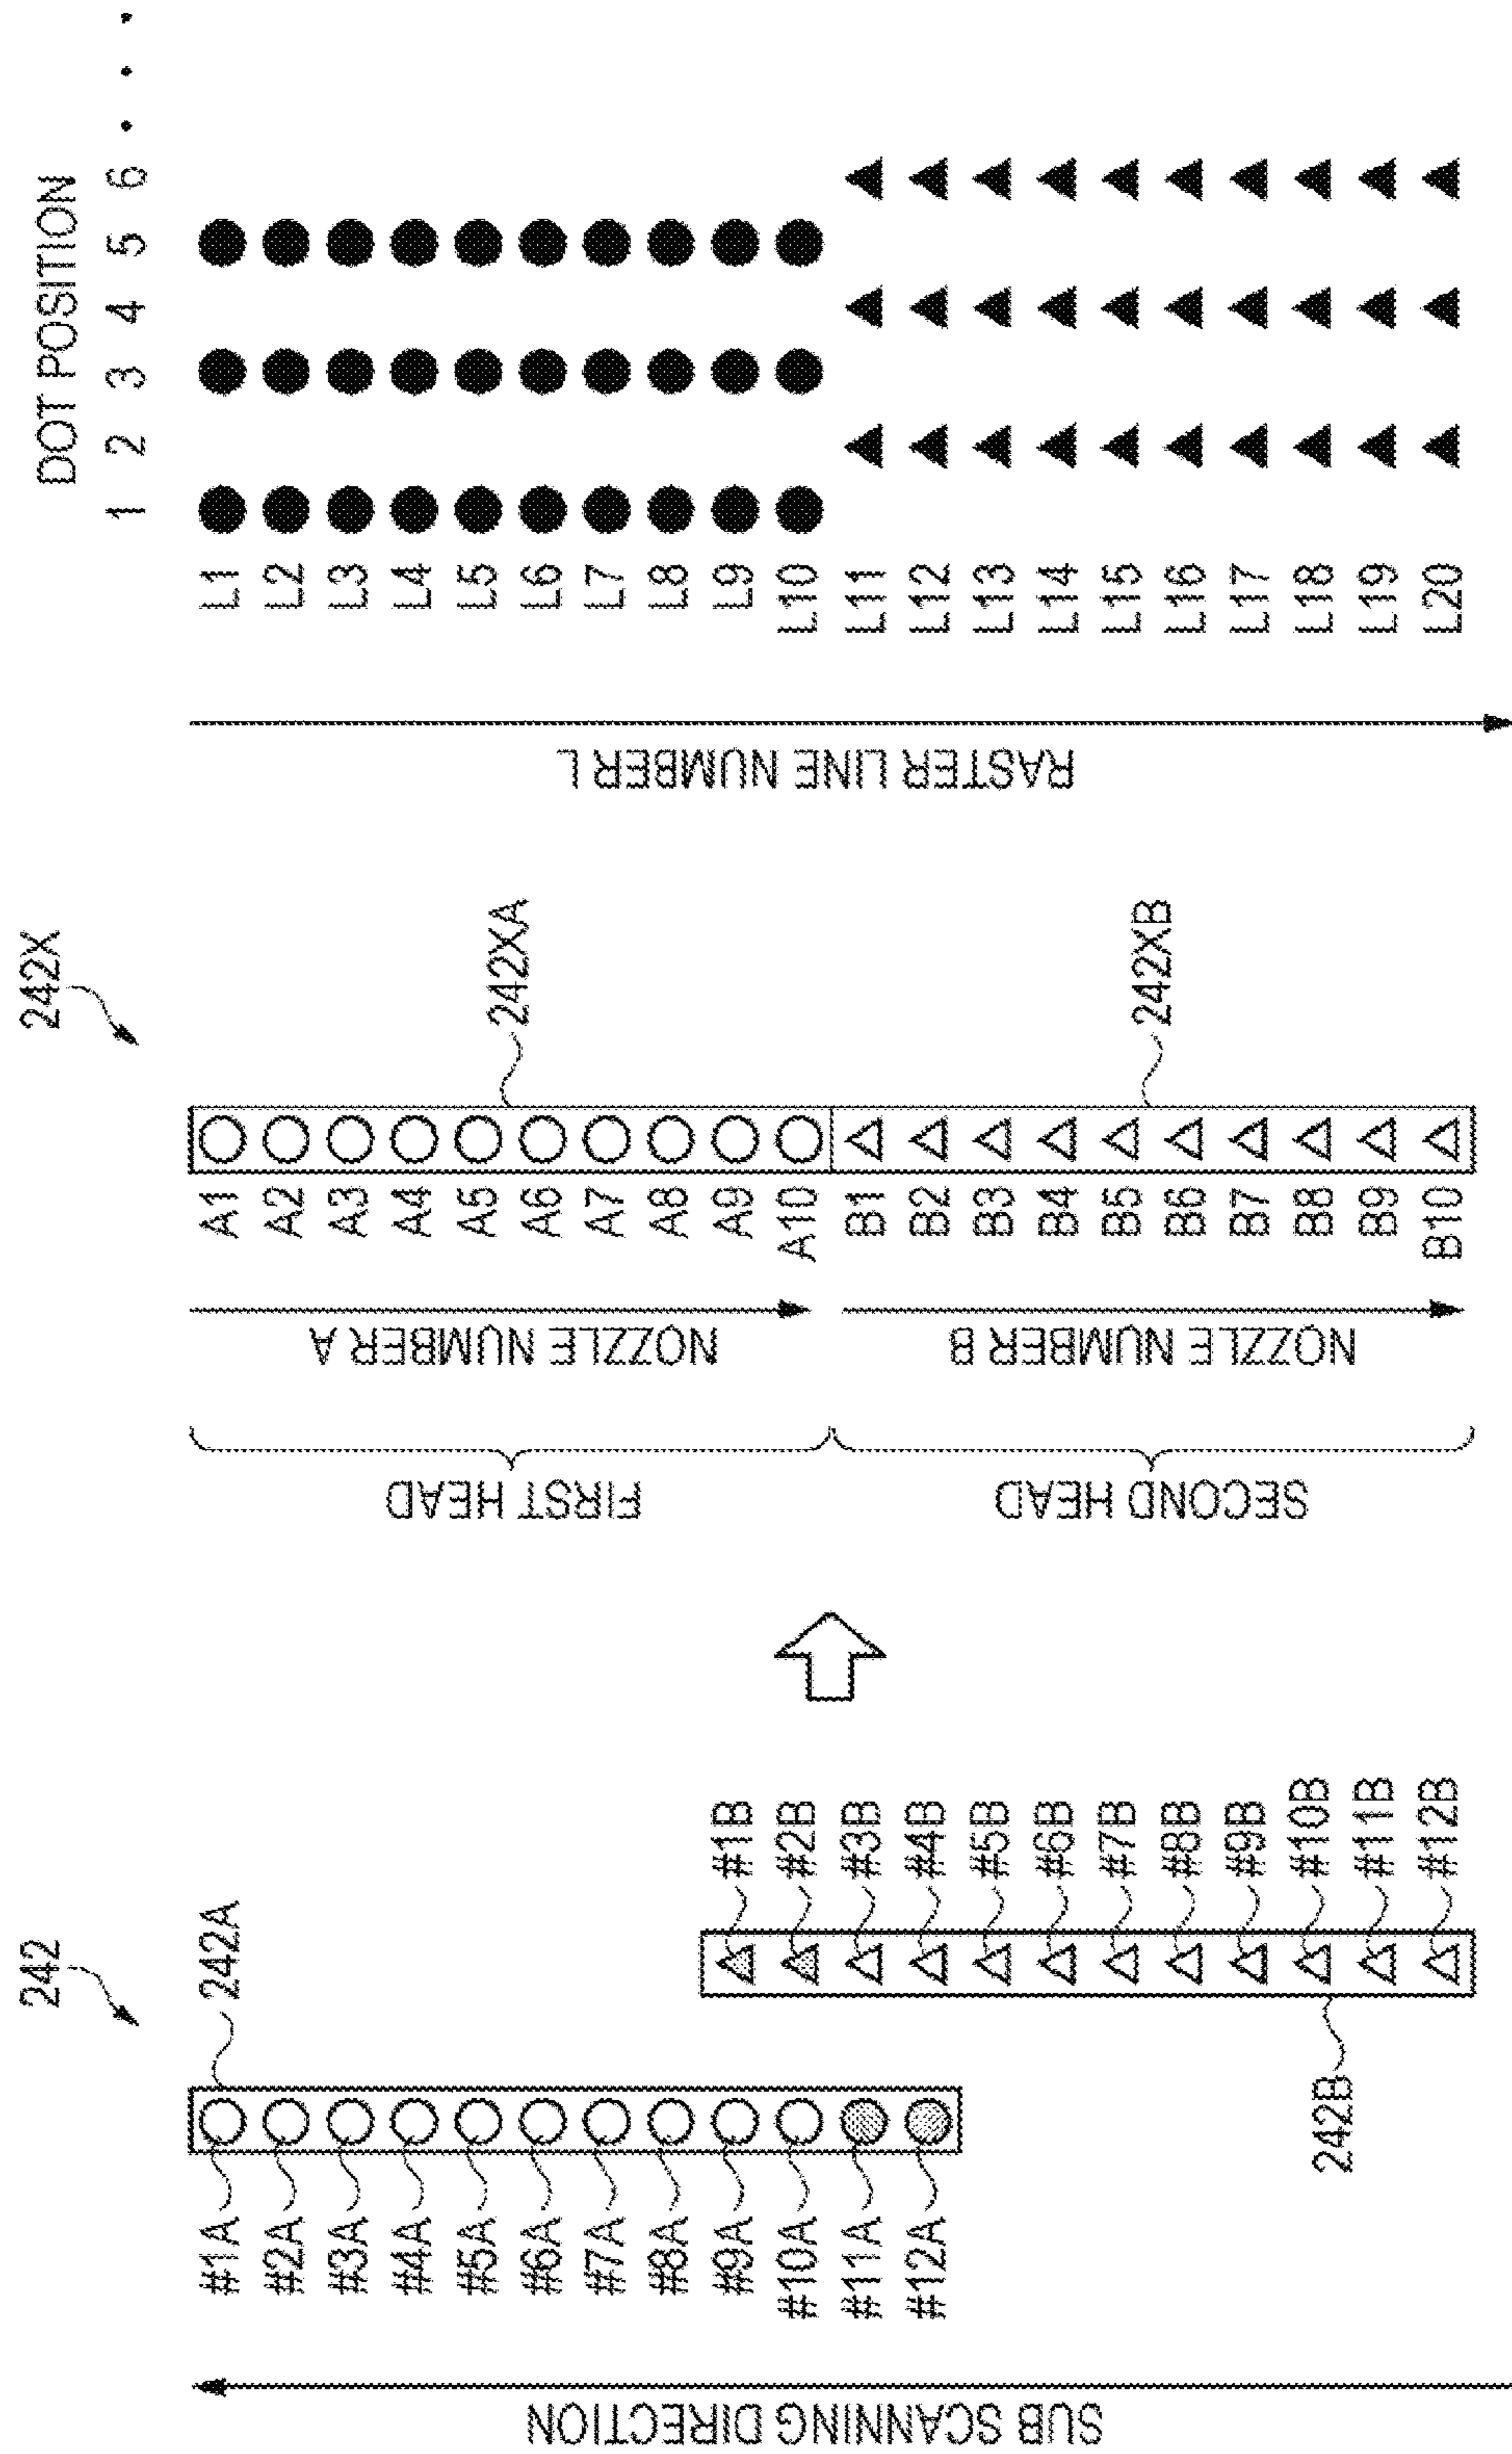 242
242A
#1A
#2A
#3A
#4A
#5A
#6A
#7A
#8A
#9A
#10A
#11A
#12A
SUB SCANNING DIRECTION
#1B
#2B
#3B
#4B
#5B
#6B
#7B
#8B
#9B
#10B
#11B
#12B
242B
242X
242XA
242XB
FIRST HEAD
SECOND HEAD
NOZZLE NUMBER A
NOZZLE NUMBER B
A1
A2
A3
A4
A5
A6
A7
A8
A9
A10
B1
B2
B3
B4
B5
B6
B7
B8
B9
B10
RASTER LINE NUMBER L
DOT POSITION
1 2 3 4 5 6 • • •
L1
L2
L3
L4
L5
L6
L7
L8
L9
L10
L11
L12
L13
L14
L15
L16
L17
L18
L19
L20